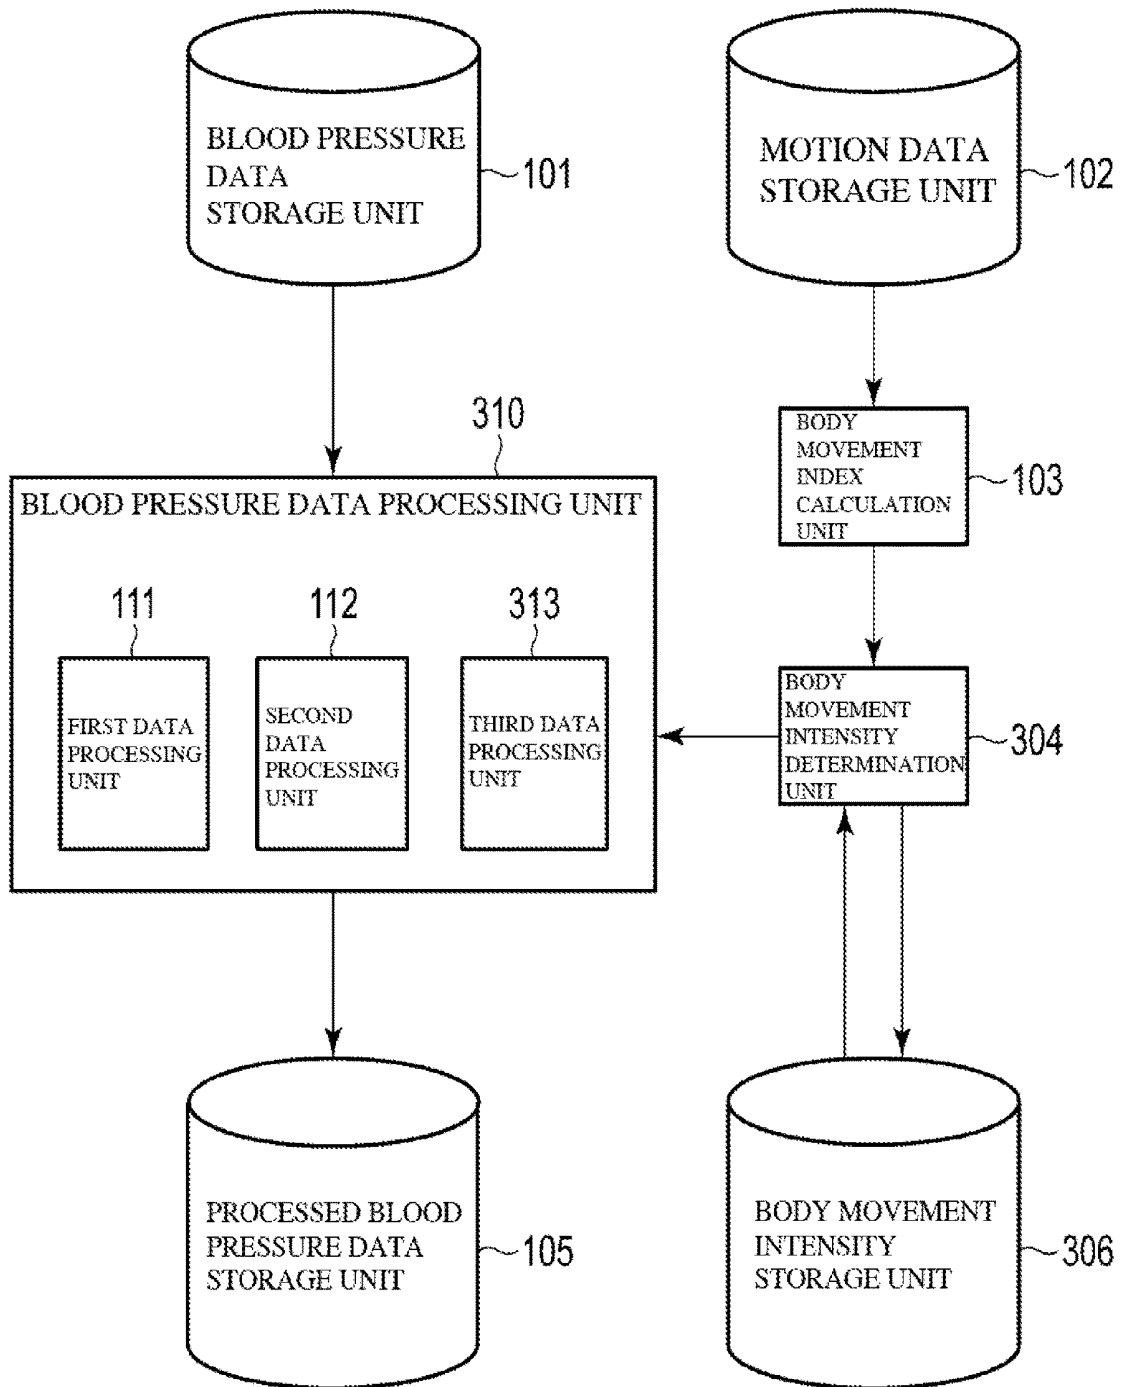 BLOOD PRESSURE
DATA
STORAGE UNIT
101
MOTION DATA
STORAGE UNIT
102
310
BLOOD PRESSURE DATA PROCESSING UNIT
BODY
MOVEMENT
INDEX
CALCULATION
UNIT
103
111
112
313
FIRST DATA
PROCESSING
UNIT
SECOND
DATA
PROCESSING
UNIT
THIRD DATA
PROCESSING
UNIT
BODY
MOVEMENT
INTENSITY
DETERMINATION
UNIT
304
PROCESSED BLOOD
PRESSURE DATA
STORAGE UNIT
105
BODY MOVEMENT
INTENSITY
STORAGE UNIT
306